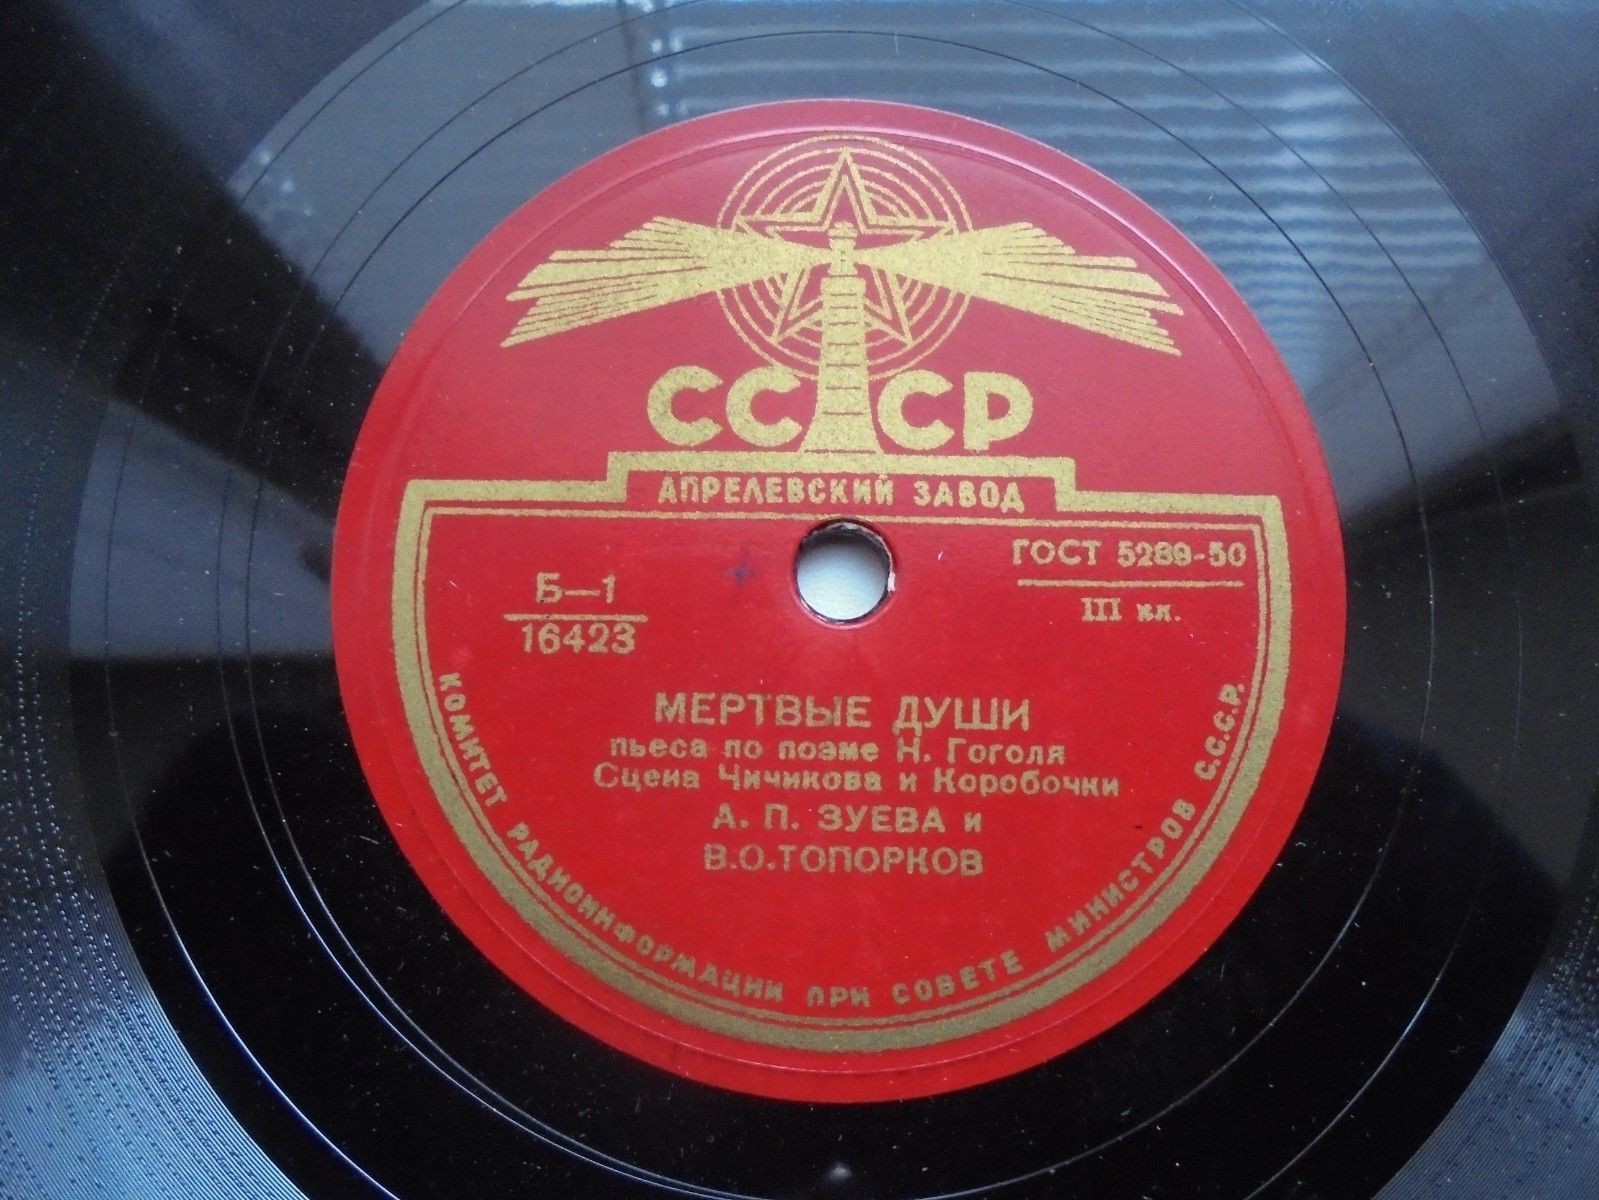 СССР
АПРЕЛЕВСКИЙ ЗАВОД
ГОСТ 5289-50
III кл.
Б—1
16423
МЕРТВЫЕ ДУШИ
пьеса по поэме Н. Гоголя
Сцена Чичикова и Коробочки
А. П. ЗУЕВА и
В.О.ТОПОРКОВ
КОМИТЕТ РАДИОИНФОРМАЦИИ ПРИ СОВЕТЕ МИНИСТРОВ С.С.С.Р.